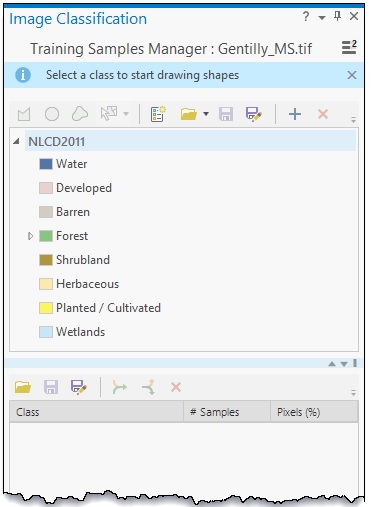 Image Classification
Training Samples Manager : Gentilly_MS.tif
Select a class to start drawing shapes
NLCD2011
Water
Developed
Barren
Forest
Shrubland
Herbaceous
Planted / Cultivated
Wetlands
Class # Samples Pixels (%)